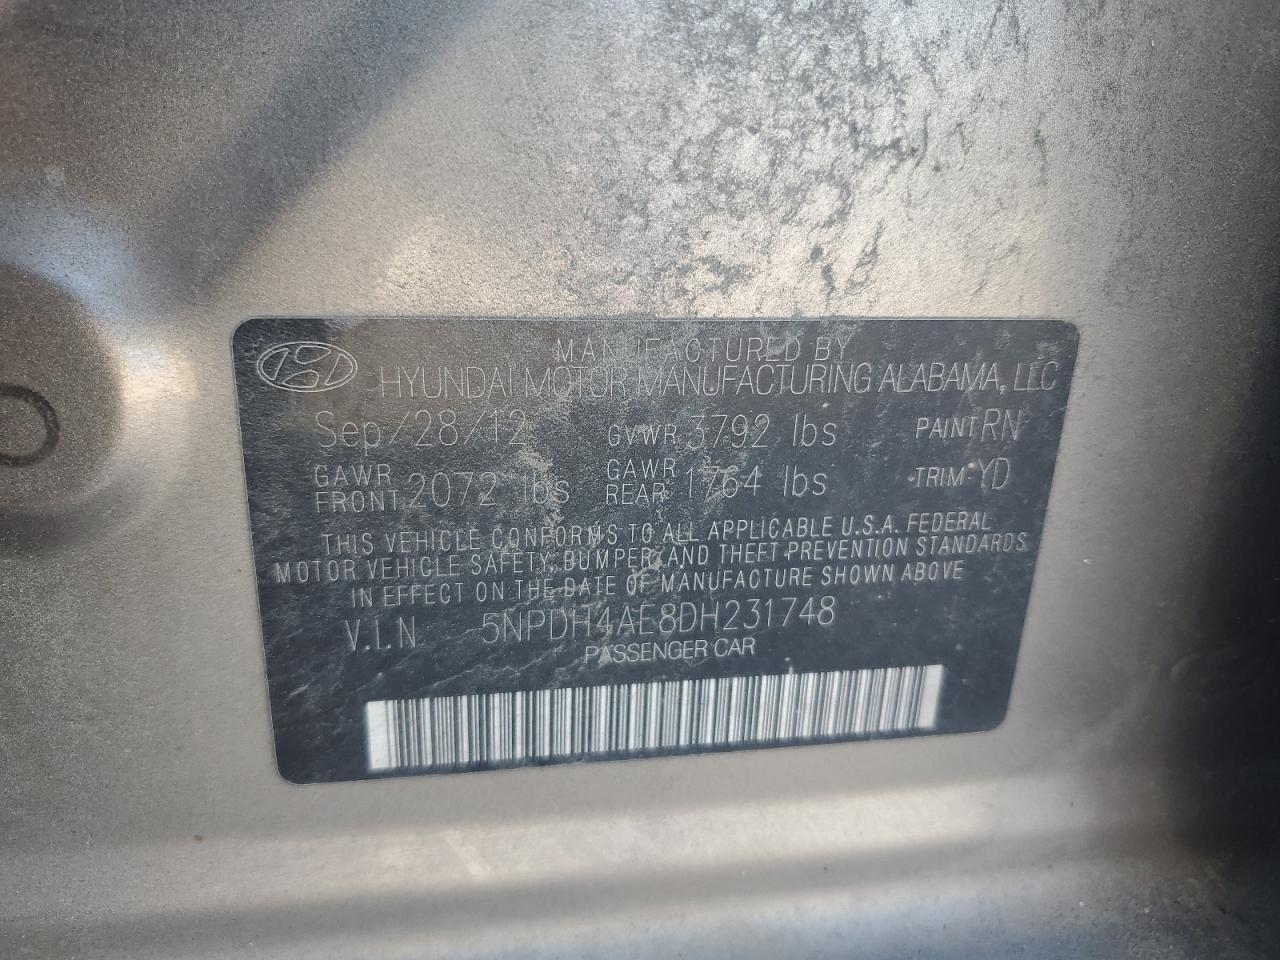 MANUFACTURED BY
HYUNDAI MOTOR MANUFACTURING ALABAMA, LLC
Sep/28/12 GVWR 3792 lbs PAINT RN
GAWR FRONT 2072 lbs GAWR REAR 1764 lbs TRIM YD
THIS VEHICLE CONFORMS TO ALL APPLICABLE U.S.A. FEDERAL
MOTOR VEHICLE SAFETY, BUMPER, AND THEFT PREVENTION STANDARDS
IN EFFECT ON THE DATE OF MANUFACTURE SHOWN ABOVE
V.I.N 5NPDH4AE8DH231748
PASSENGER CAR